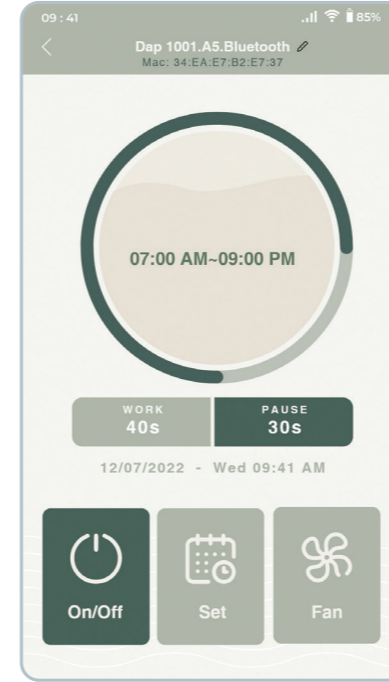 09:41 85%
Dap 1001.A5.Bluetooth
Mac: 34:EA:E7:B2:E7:37
07:00 AM~09:00 PM
WORK PAUSE
40s 30s
12/07/2022 - Wed 09:41 AM
On/Off Set Fan